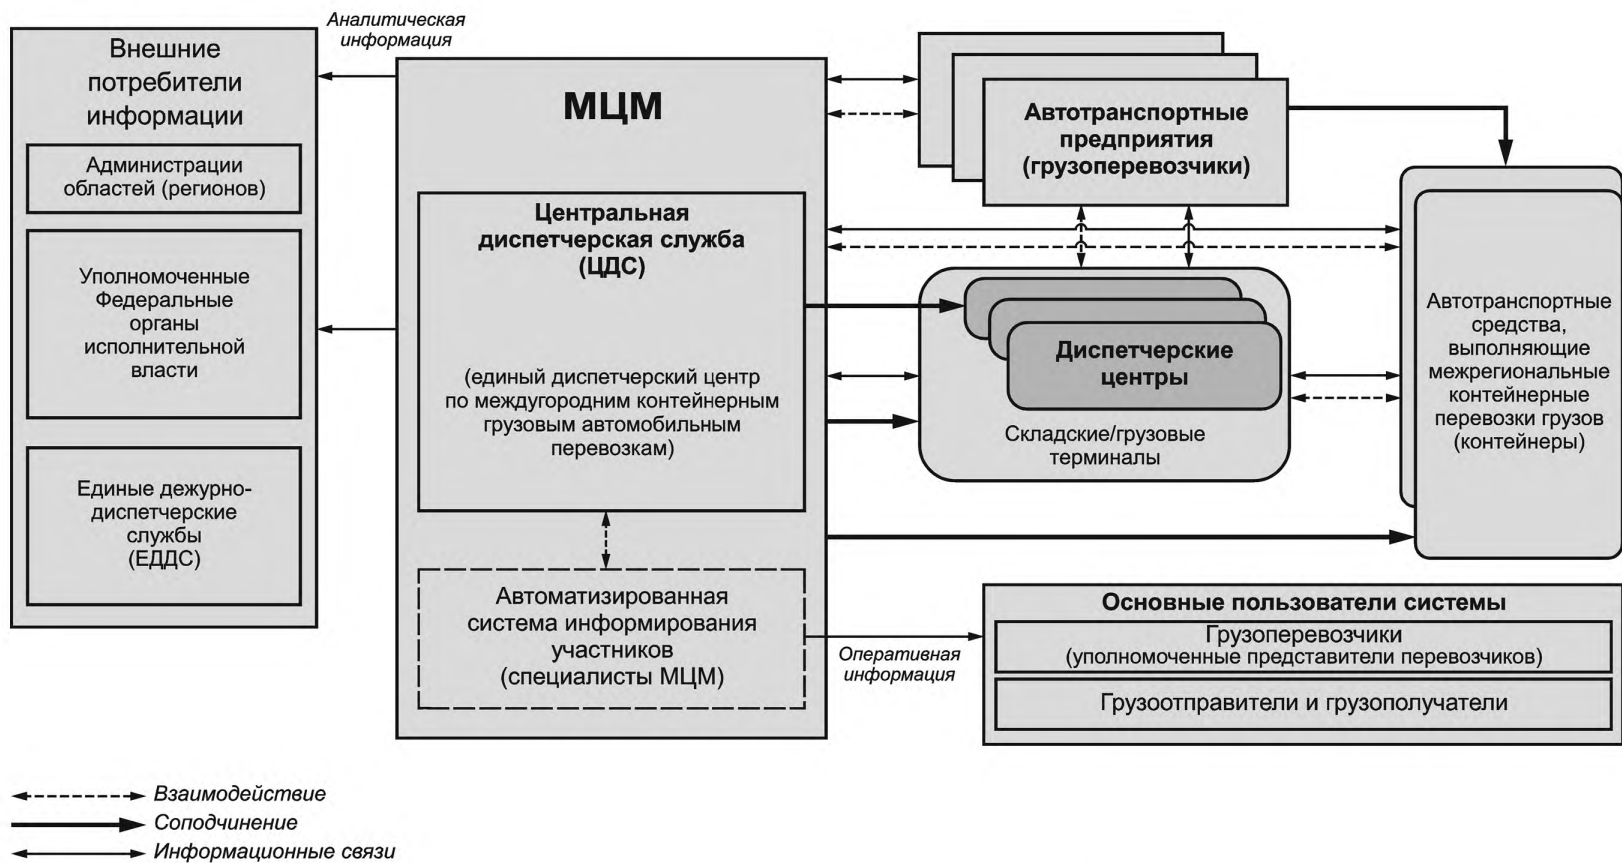 Аналитическая
информация
Внешние
потребители
информации
Администрации
областей (регионов)
Уполномоченные
Федеральные
органы
исполнительной
власти
Единые дежурно-
диспетчерские
службы
(ЕДДС)
МЦМ
Центральная
диспетчерская служба
(ЦДС)
(единый диспетчерский центр
по междугородним контейнерным
грузовым автомобильным
перевозкам)
Автоматизированная
система информирования
участников
(специалисты МЦМ)
Автотранспортные
предприятия
(грузоперевозчики)
Диспетчерские
центры
Складские/грузовые
терминалы
Автотранспортные
средства,
выполняющие
межрегиональные
контейнерные
перевозки грузов
(контейнеры)
Оперативная
информация
Основные пользователи системы
Грузоперевозчики
(уполномоченные представители перевозчиков)
Грузоотправители и грузополучатели
Взаимодействие
Соподчинение
Информационные связи